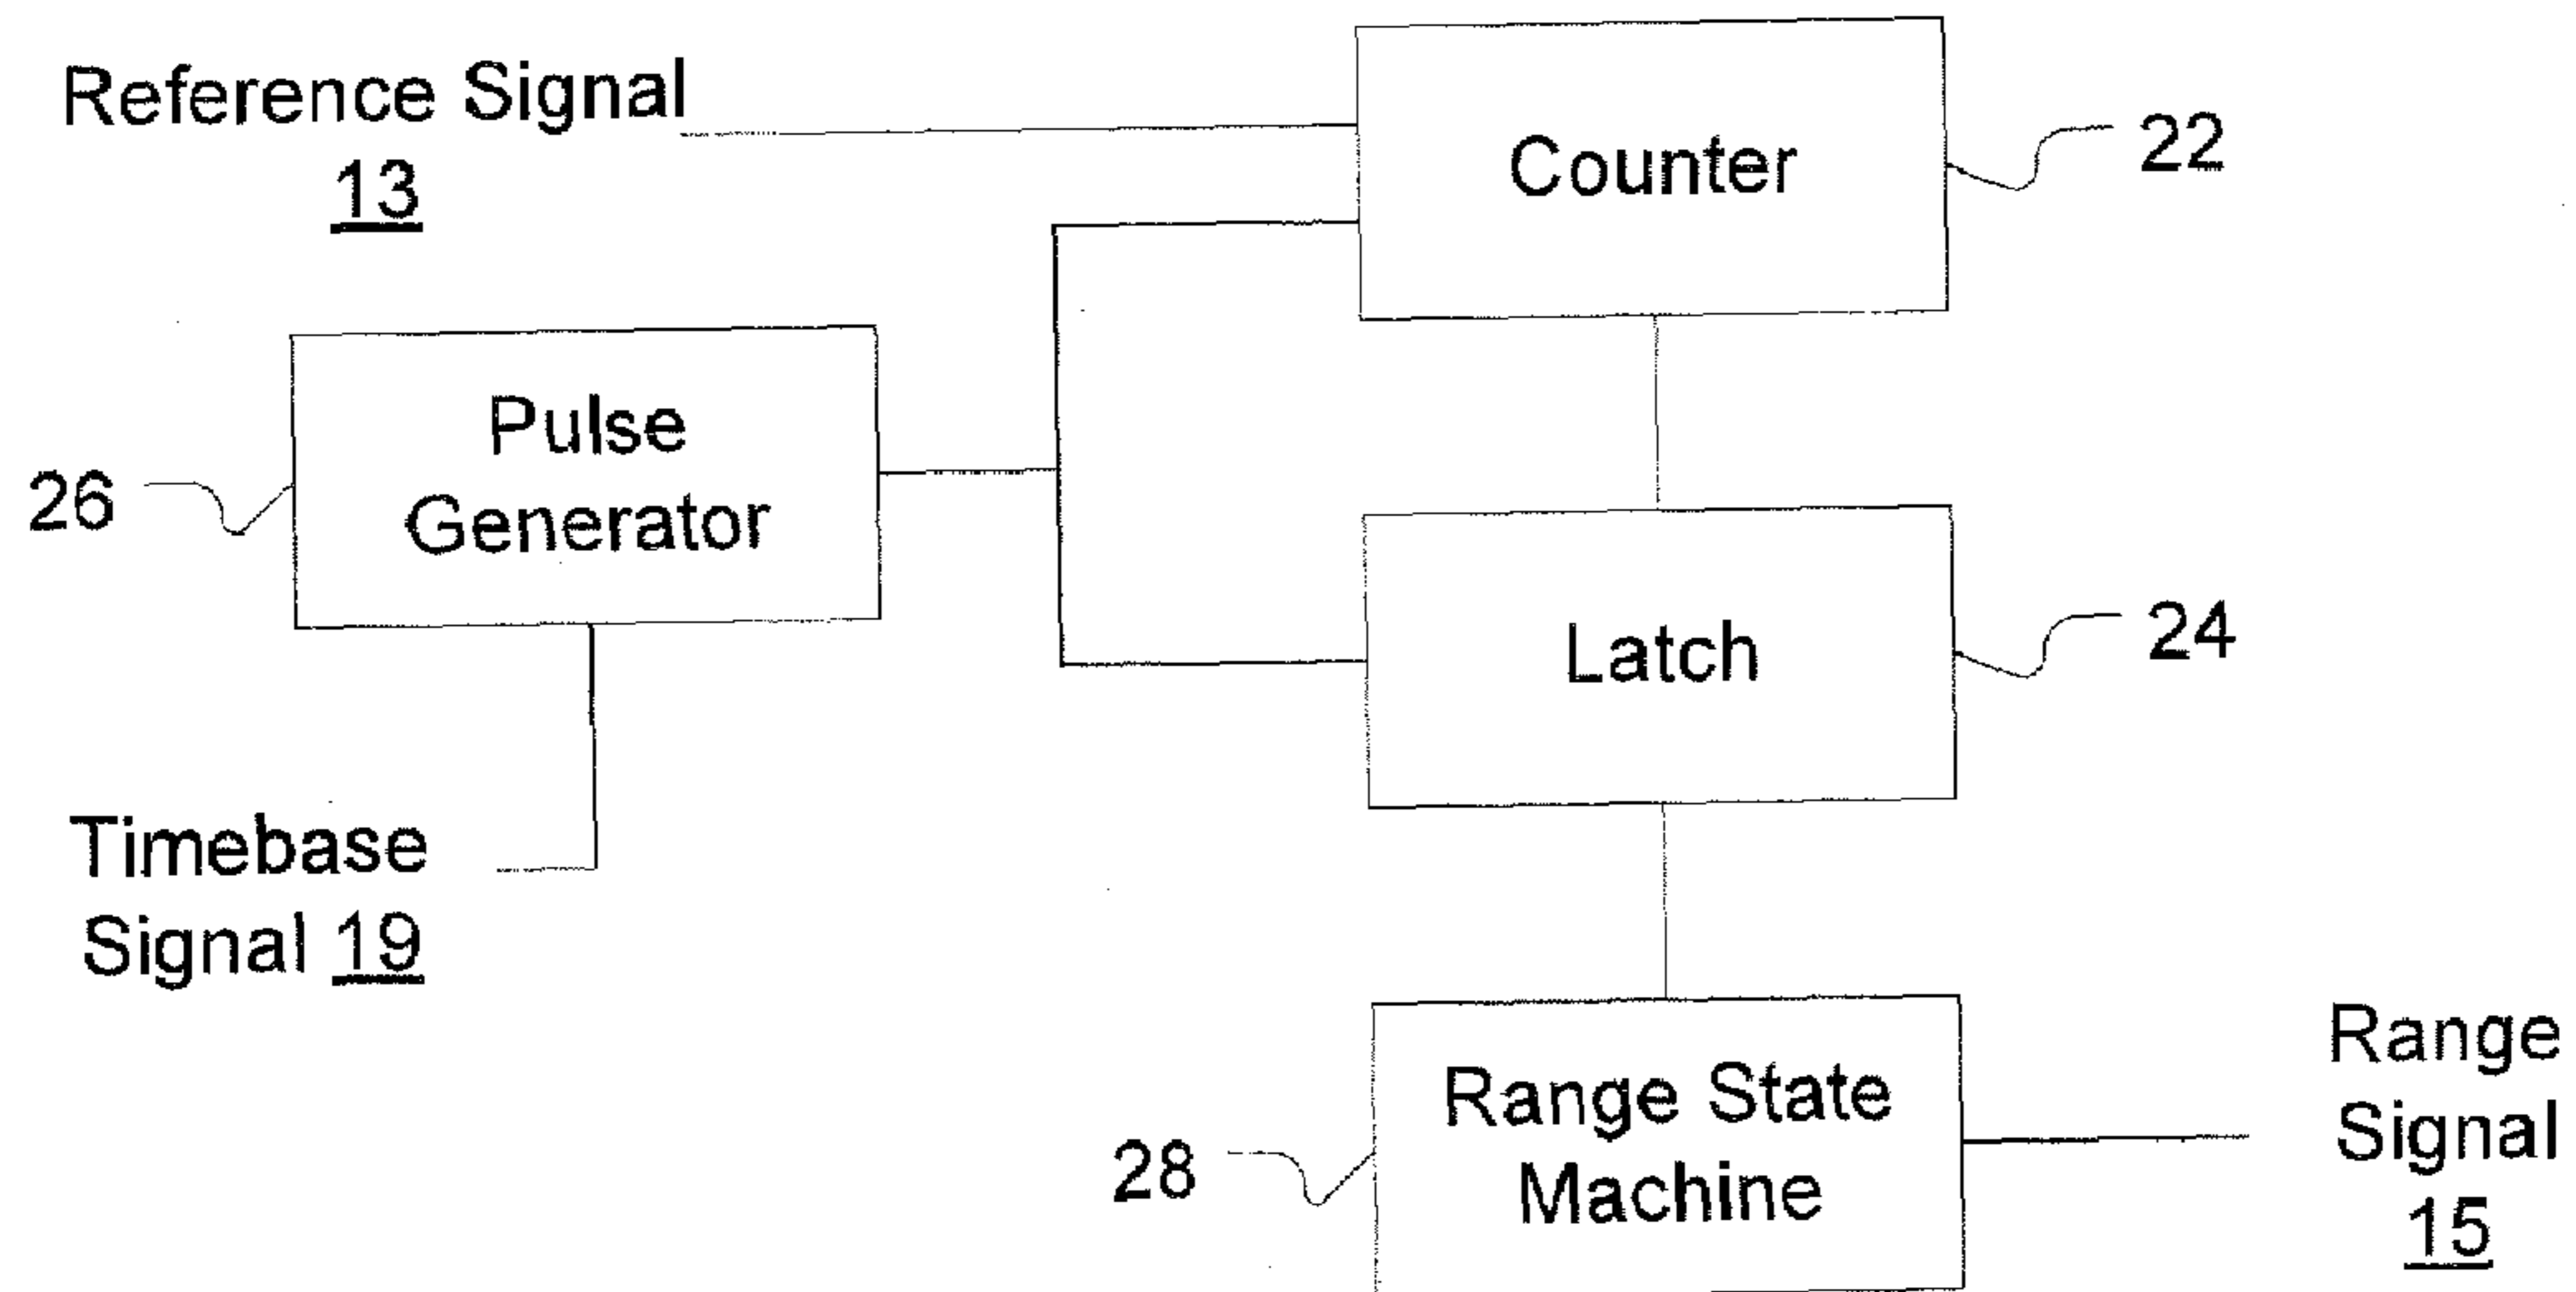 Reference Signal
13
Counter
22
Pulse
Generator
26
Latch
24
Timebase
Signal 19
Range State
Machine
28
Range
Signal
15